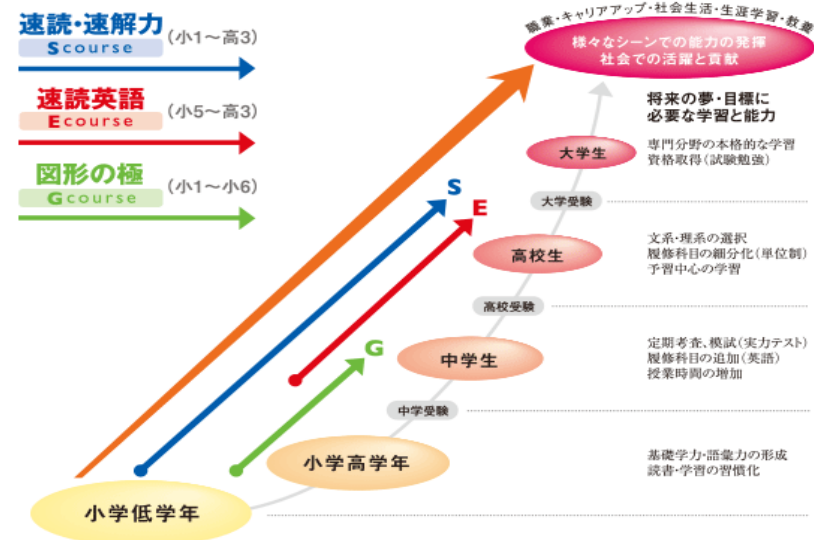 速読・速解力
Scourse
(小1〜高3)
速読英語
Ecourse
(小5〜高3)
図形の極
Gcourse
(小1〜小6)
職業・キャリアアップ・社会生活・生涯学習・教養
様々なシーンでの能力の発揮
社会での活躍と貢献
将来の夢・目標に
必要な学習と能力
大学生
専門分野の本格的な学習
資格取得(試験勉強)
大学受験
S
E
高校生
文系・理系の選択
履修科目の細分化(単位制)
予習中心の学習
高校受験
G
中学生
定期考査、模試(実力テスト)
履修科目の追加(英語)
授業時間の増加
中学受験
小学高学年
基礎学力・語彙力の形成
読書・学習の習慣化
小学低学年